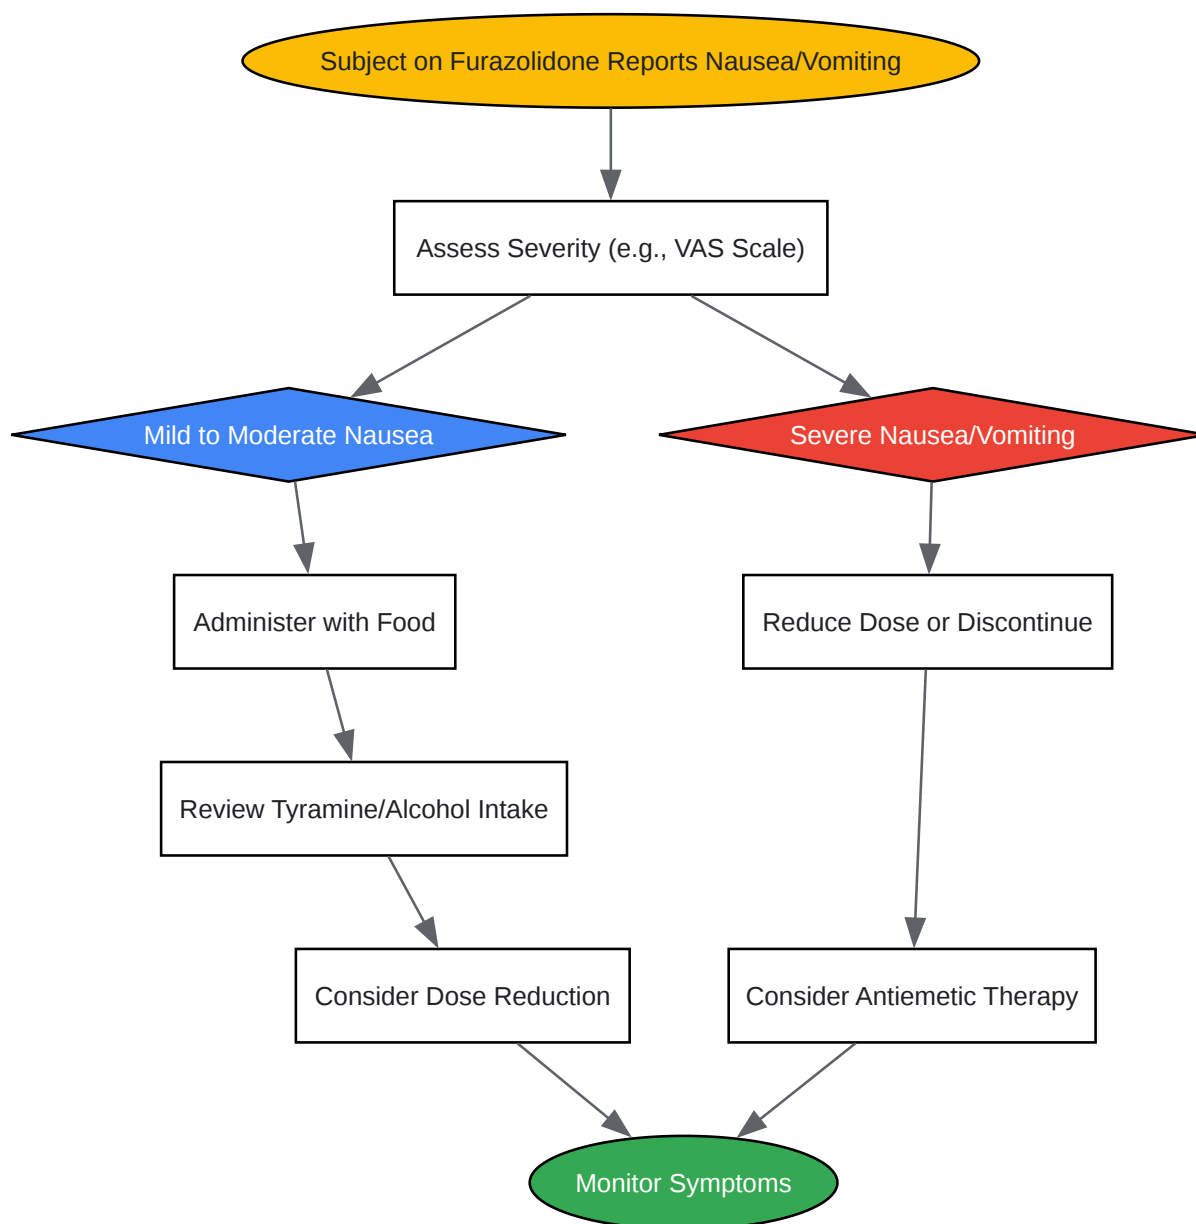 Subject on Furazolidone Reports Nausea/Vomiting
Assess Severity (e.g., VAS Scale)
Mild to Moderate Nausea
Severe Nausea/Vomiting
Administer with Food
Reduce Dose or Discontinue
Review Tyramine/Alcohol Intake
Consider Dose Reduction
Consider Antiemetic Therapy
Monitor Symptoms